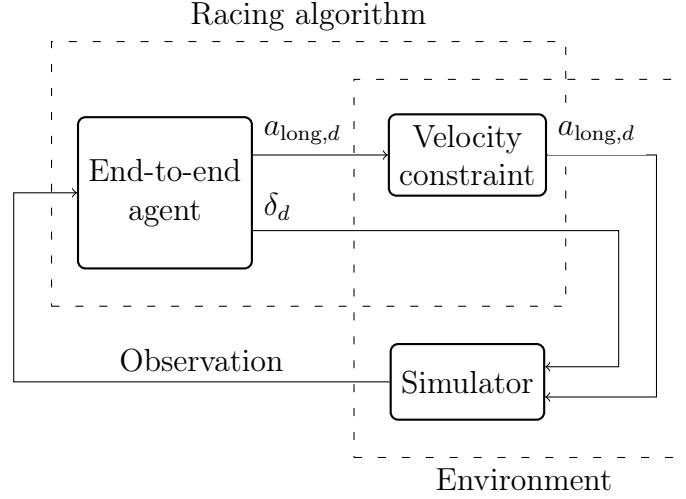 Racing algorithm
a_long,d
Velocity
constraint
a_long,d
End-to-end
agent
δ_d
Observation
Simulator
Environment